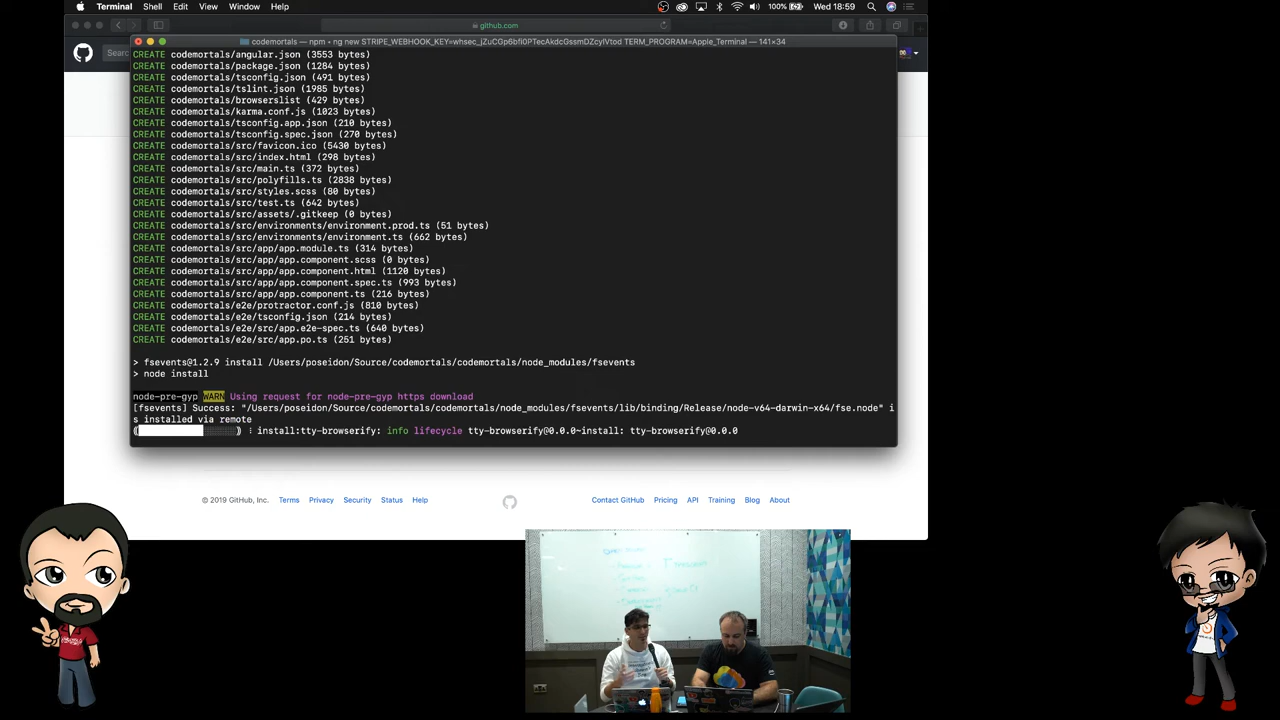 Terminal Shell Edit View Window Help 100% Wed 18:59
github.com
codemortals — npm • ng new STRIPE_WEBHOOK_KEY=whsec_jZuCGp6bfi0PTecAkdcGssmDZcyIVtod TERM_PROGRAM=Apple_Terminal — 141×34
Searc
CREATE codemortals/angular.json (3553 bytes)
CREATE codemortals/package.json (1284 bytes)
CREATE codemortals/tsconfig.json (491 bytes)
CREATE codemortals/tslint.json (1985 bytes)
CREATE codemortals/browserslist (429 bytes)
CREATE codemortals/karma.conf.js (1023 bytes)
CREATE codemortals/tsconfig.app.json (210 bytes)
CREATE codemortals/tsconfig.spec.json (270 bytes)
CREATE codemortals/src/favicon.ico (5430 bytes)
CREATE codemortals/src/index.html (298 bytes)
CREATE codemortals/src/main.ts (372 bytes)
CREATE codemortals/src/polyfills.ts (2838 bytes)
CREATE codemortals/src/styles.scss (80 bytes)
CREATE codemortals/src/test.ts (642 bytes)
CREATE codemortals/src/assets/.gitkeep (0 bytes)
CREATE codemortals/src/environments/environment.prod.ts (51 bytes)
CREATE codemortals/src/environments/environment.ts (662 bytes)
CREATE codemortals/src/app/app.module.ts (314 bytes)
CREATE codemortals/src/app/app.component.scss (0 bytes)
CREATE codemortals/src/app/app.component.html (1120 bytes)
CREATE codemortals/src/app/app.component.spec.ts (993 bytes)
CREATE codemortals/src/app/app.component.ts (216 bytes)
CREATE codemortals/e2e/protractor.conf.js (810 bytes)
CREATE codemortals/e2e/tsconfig.json (214 bytes)
CREATE codemortals/e2e/src/app.e2e-spec.ts (640 bytes)
CREATE codemortals/e2e/src/app.po.ts (251 bytes)
> fsevents@1.2.9 install /Users/poseidon/Source/codemortals/codemortals/node_modules/fsevents
> node install
node-pre-gyp WARN Using request for node-pre-gyp https download
[fsevents] Success: "/Users/poseidon/Source/codemortals/codemortals/node_modules/fsevents/lib/binding/Release/node-v64-darwin-x64/fse.node" i
s installed via remote
⸨ ⸩ ⠸ install:tty-browserify: info lifecycle tty-browserify@0.0.0~install: tty-browserify@0.0.0
© 2019 GitHub, Inc. Terms Privacy Security Status Help Contact GitHub Pricing API Training Blog About